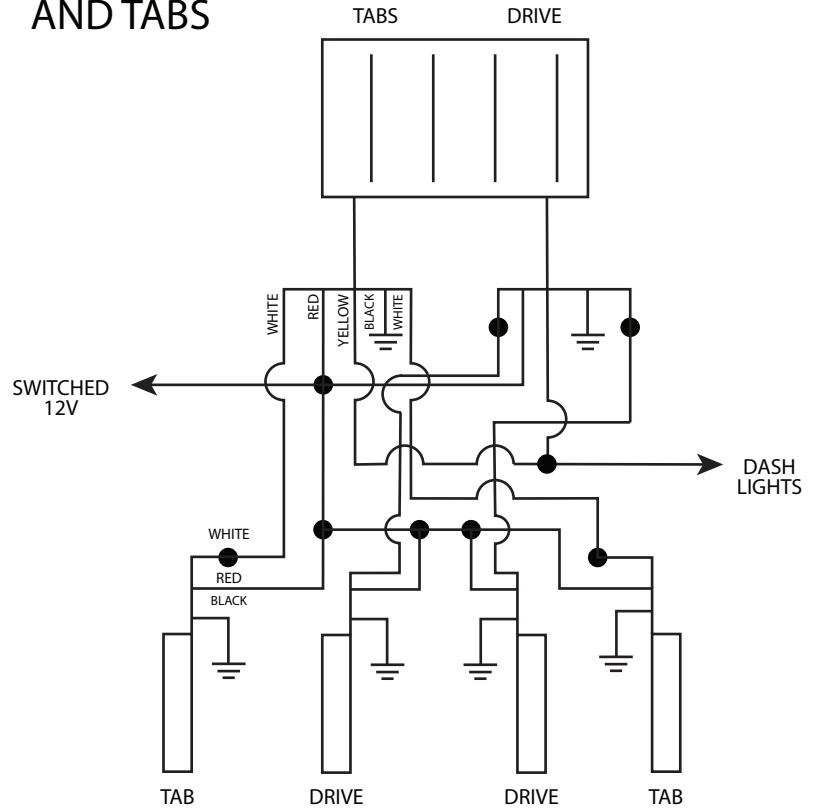 AND TABS
TABS
DRIVE
WHITE
RED
YELLOW
BLACK
WHITE
SWITCHED
12V
DASH
LIGHTS
WHITE
RED
BLACK
TAB
DRIVE
DRIVE
TAB